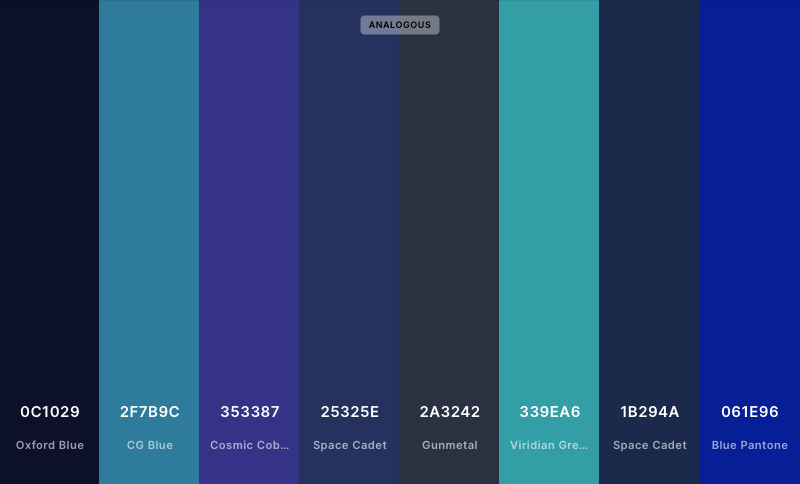 ANALOGOUS
0C1029 2F7B9C 353387 25325E 2A3242 339EA6 1B294A 061E96
Oxford Blue CG Blue Cosmic Cob... Space Cadet Gunmetal Viridian Gre... Space Cadet Blue Pantone